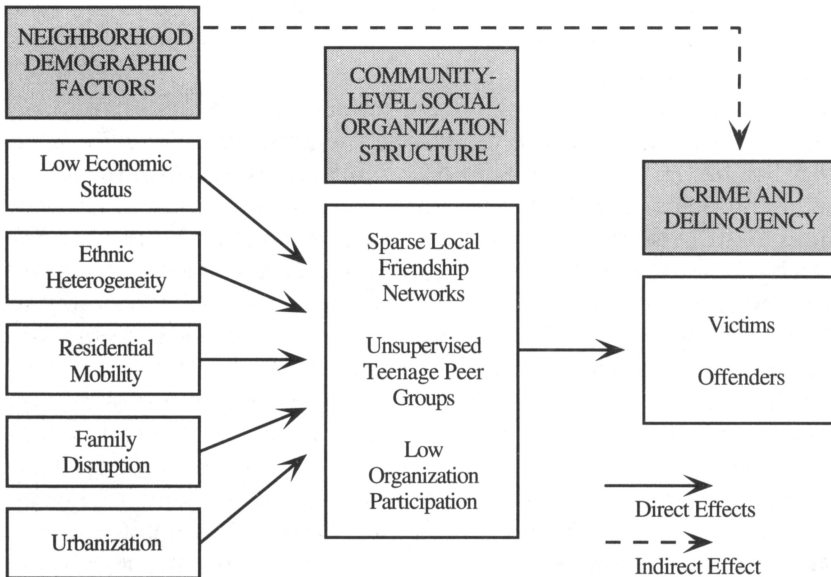 NEIGHBORHOOD
DEMOGRAPHIC
FACTORS
Low Economic
Status
Ethnic
Heterogeneity
Residential
Mobility
Family
Disruption
Urbanization
COMMUNITY-
LEVEL SOCIAL
ORGANIZATION
STRUCTURE
Sparse Local
Friendship
Networks
Unsupervised
Teenage Peer
Groups
Low
Organization
Participation
CRIME AND
DELINQUENCY
Victims
Offenders
Direct Effects
Indirect Effect